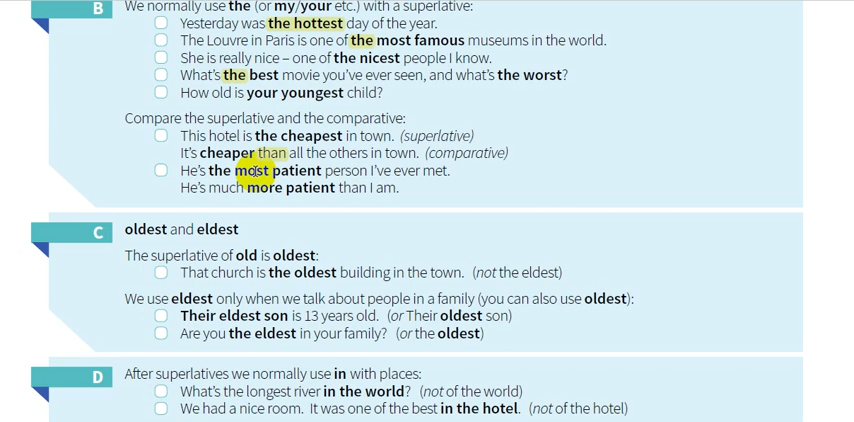 B
We normally use the (or my/your etc.) with a superlative:
Yesterday was the hottest day of the year.
The Louvre in Paris is one of the most famous museums in the world.
She is really nice – one of the nicest people I know.
What's the best movie you've ever seen, and what's the worst?
How old is your youngest child?
Compare the superlative and the comparative:
This hotel is the cheapest in town. (superlative)
It's cheaper than all the others in town. (comparative)
He's the most patient person I've ever met.
He's much more patient than I am.
C
oldest and eldest
The superlative of old is oldest:
That church is the oldest building in the town. (not the eldest)
We use eldest only when we talk about people in a family (you can also use oldest):
Their eldest son is 13 years old. (or Their oldest son)
Are you the eldest in your family? (or the oldest)
D
After superlatives we normally use in with places:
What's the longest river in the world? (not of the world)
We had a nice room. It was one of the best in the hotel. (not of the hotel)